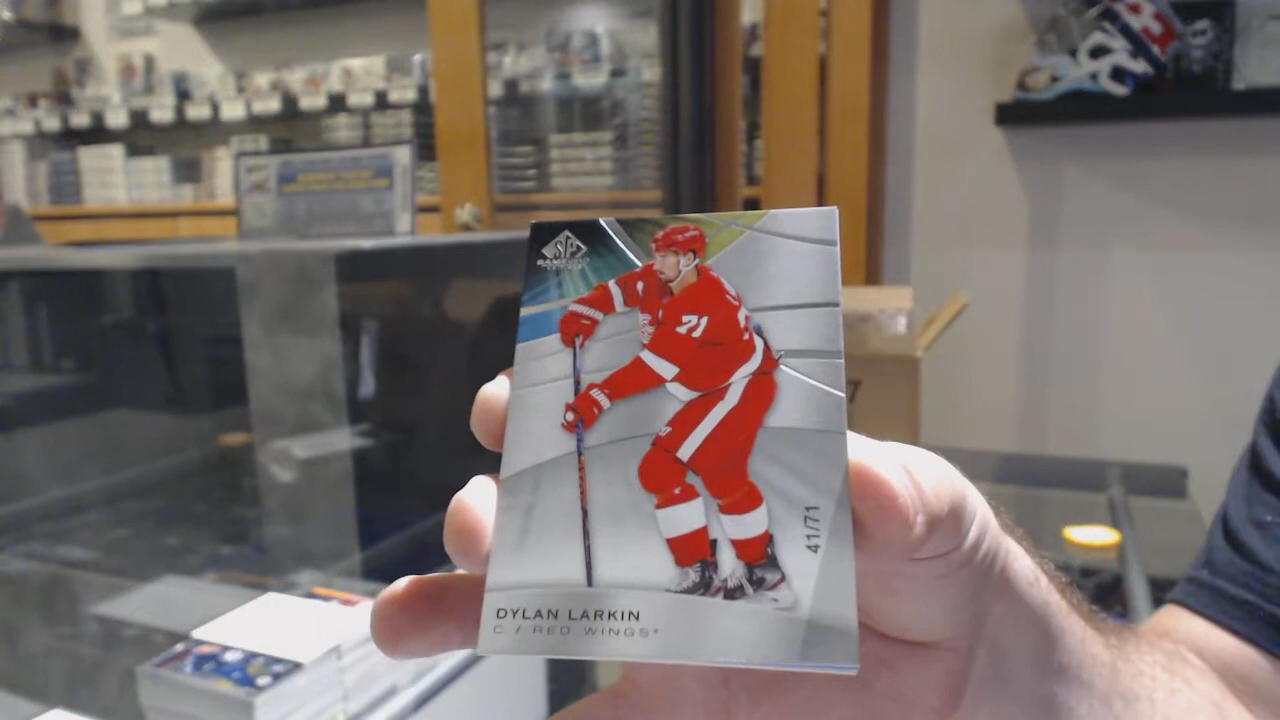 SP
GAME USED
71
41/71
DYLAN LARKIN
C / RED WINGS®